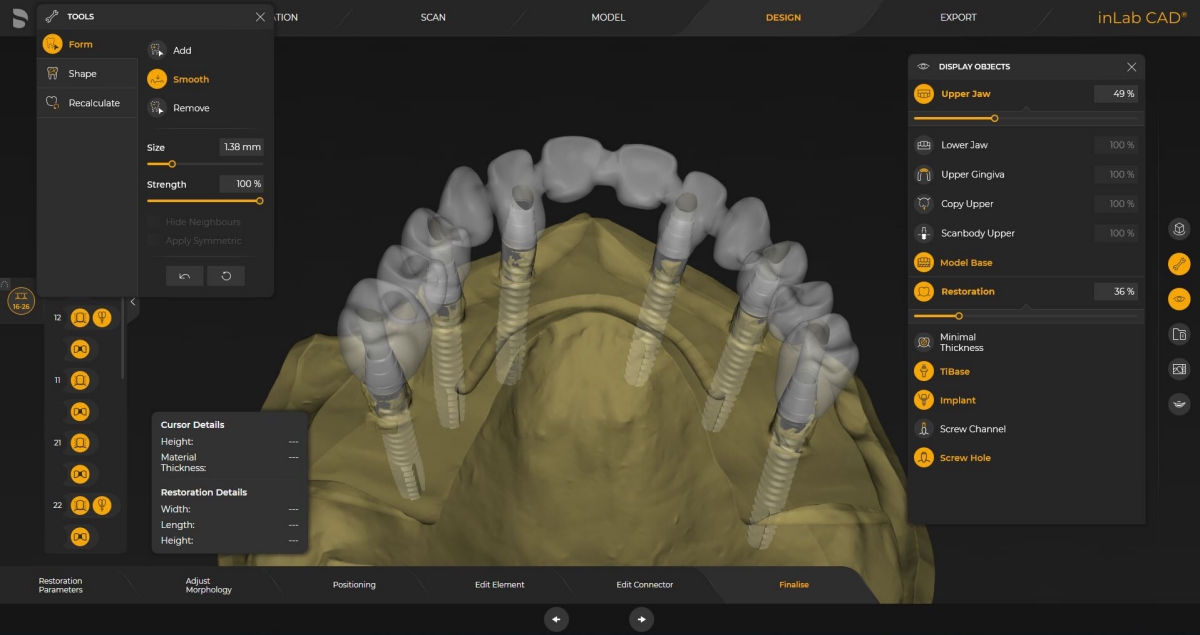 TOOLS
ATION
SCAN
MODEL
DESIGN
EXPORT
inLab CAD®
Form
Shape
Recalculate
Add
Smooth
Remove
Size
1.38 mm
Strength
100 %
Hide Neighbours
Apply Symmetric
16-26
12
11
21
22
Cursor Details
Height: ---
Material ---
Thickness:
Restoration Details
Width: ---
Length: ---
Height: ---
DISPLAY OBJECTS
Upper Jaw 49 %
Lower Jaw 100 %
Upper Gingiva 100 %
Copy Upper 100 %
Scanbody Upper 100 %
Model Base
Restoration 36 %
Minimal
Thickness
TiBase
Implant
Screw Channel
Screw Hole
Restoration
Parameters
Adjust
Morphology
Positioning
Edit Element
Edit Connector
Finalise